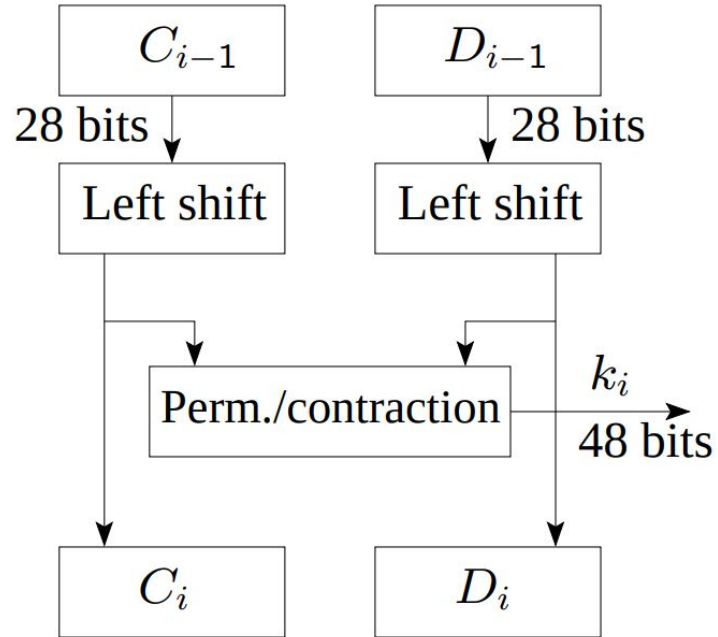 C_{i-1} D_{i-1}
28 bits 28 bits
Left shift Left shift
k_i
Perm./contraction
48 bits
C_i D_i